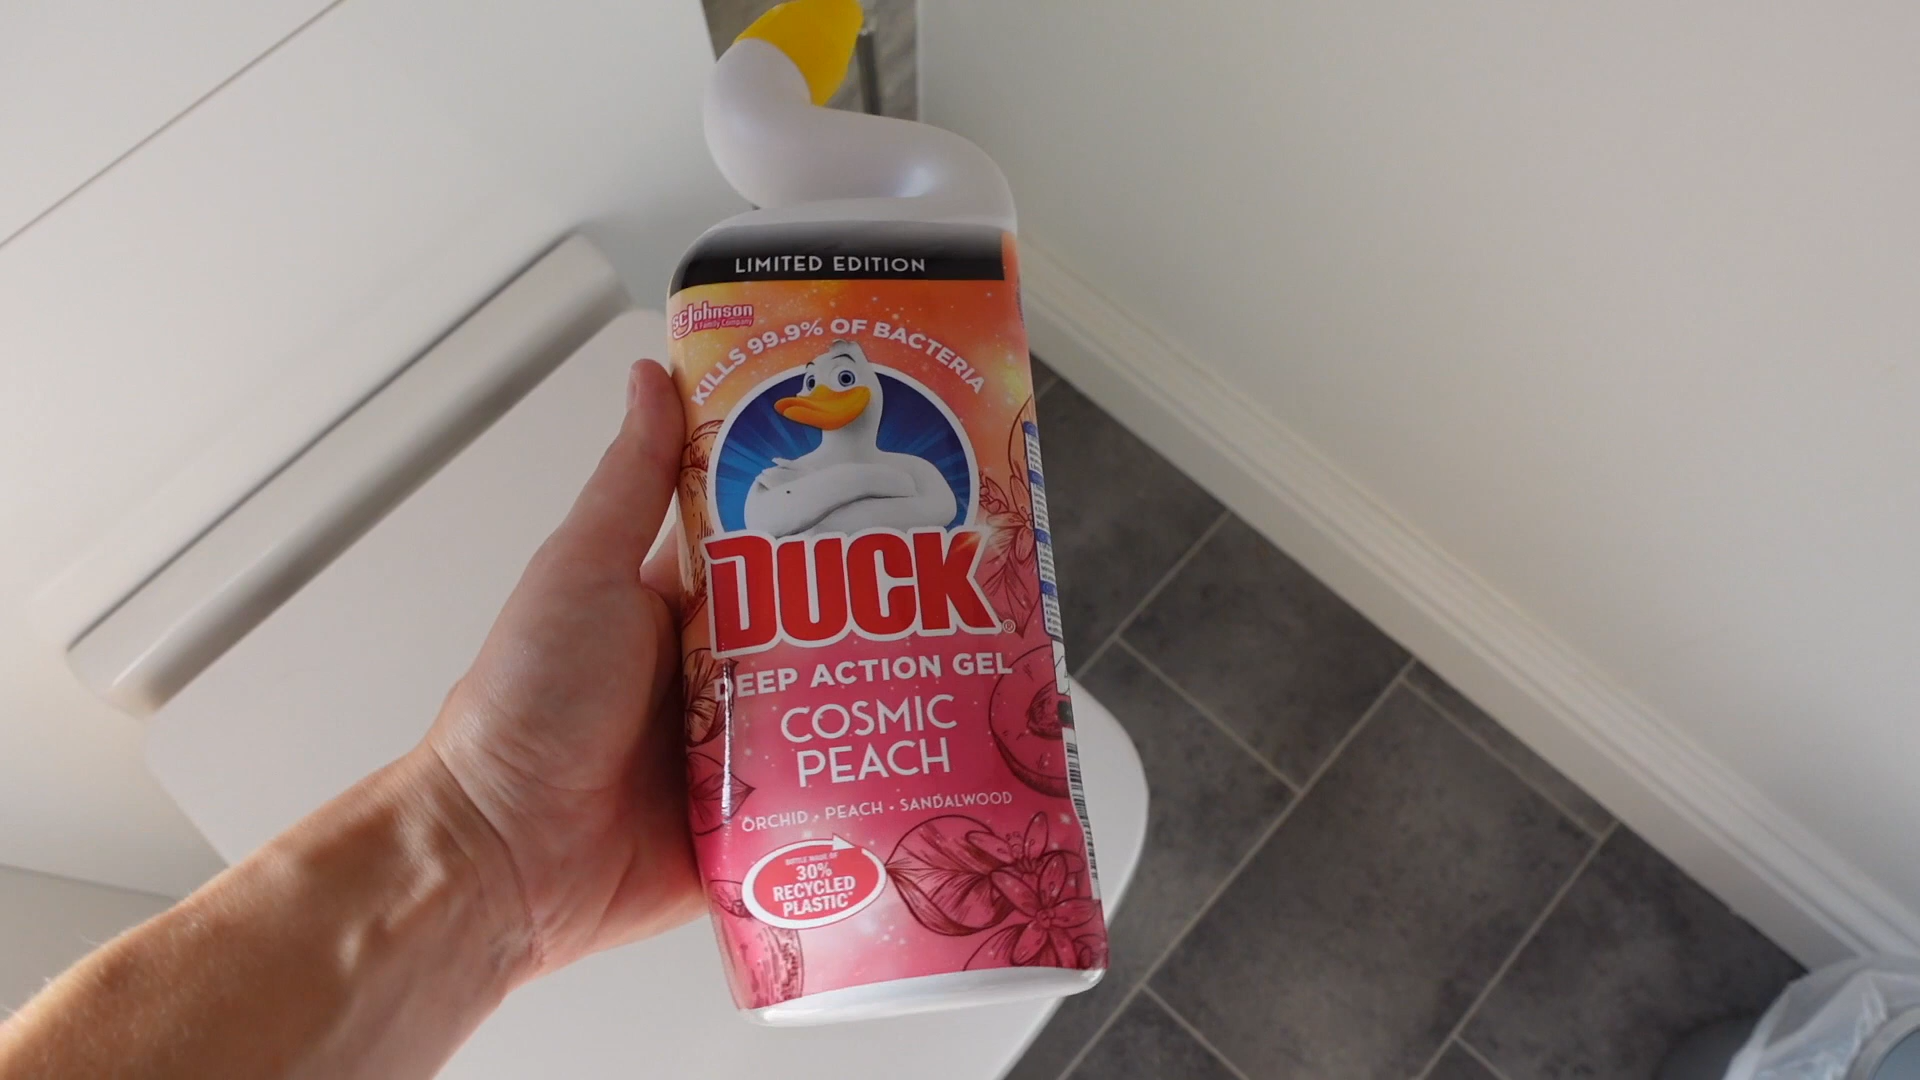 LIMITED EDITION
SCJohnson
A Family Company
KILLS 99.9% OF BACTERIA
DUCK®
DEEP ACTION GEL
COSMIC
PEACH
ORCHID · PEACH · SANDALWOOD
BOTTLE MADE OF
30%
RECYCLED
PLASTIC*